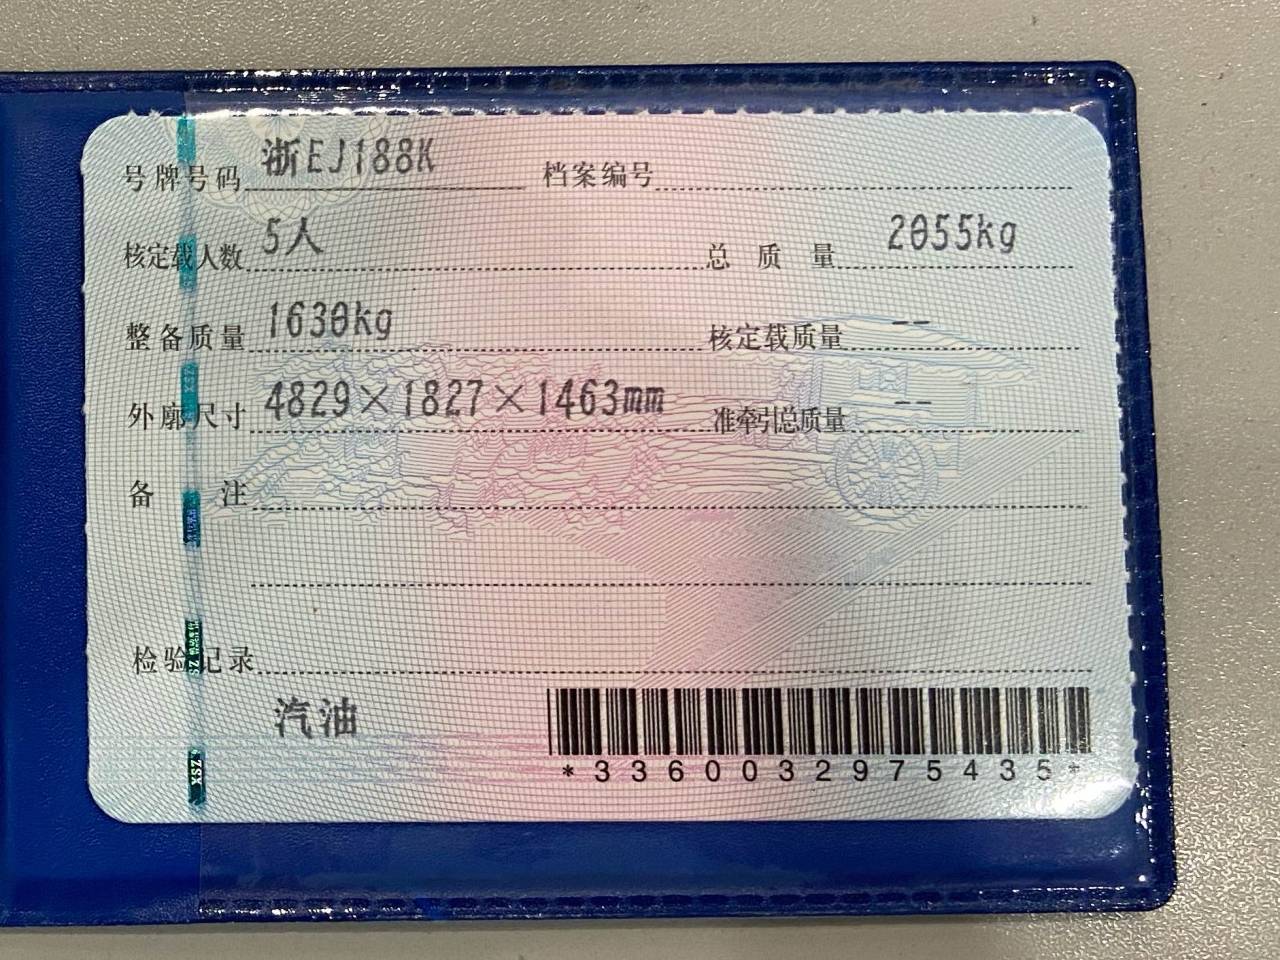 号牌号码 浙EJ188K 档案编号
核定载人数 5人 总质量 2055kg
整备质量 1630kg 核定载质量 --
外廓尺寸 4829×1827×1463mm 准牵引总质量 --
备注
检验记录
汽油
*3360032975435*
XSZ